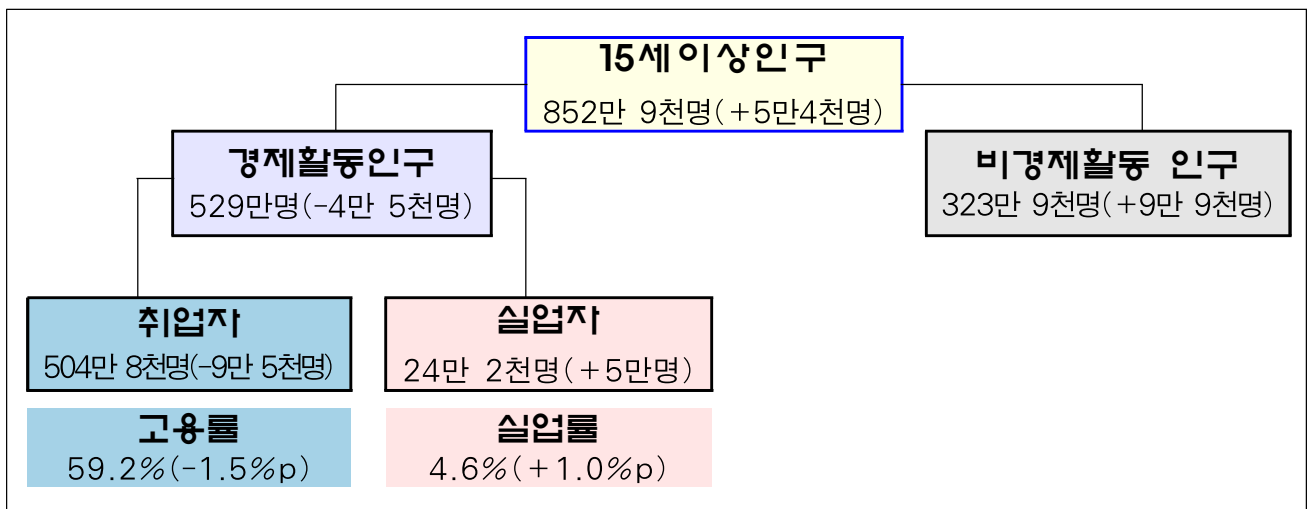 15세이상인구
852만 9천명(+5만4천명)
경제활동인구
529만명(-4만 5천명)
비경제활동 인구
323만 9천명(+9만 9천명)
취업자
504만 8천명(-9만 5천명)
실업자
24만 2천명(+5만명)
고용률
59.2%(-1.5%p)
실업률
4.6%(+1.0%p)